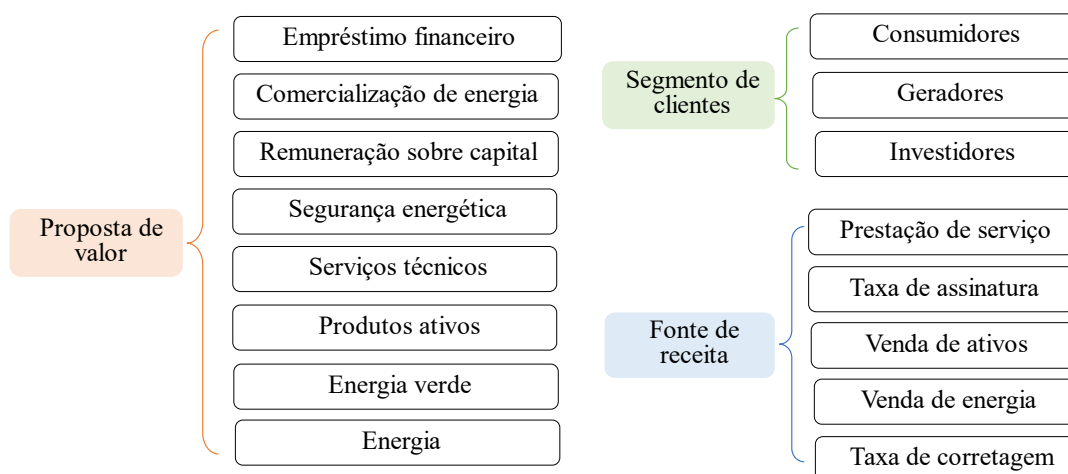 Proposta de
valor
Empréstimo financeiro
Comercialização de energia
Remuneração sobre capital
Segurança energética
Serviços técnicos
Produtos ativos
Energia verde
Energia
Segmento de
clientes
Consumidores
Geradores
Investidores
Fonte de
receita
Prestação de serviço
Taxa de assinatura
Venda de ativos
Venda de energia
Taxa de corretagem